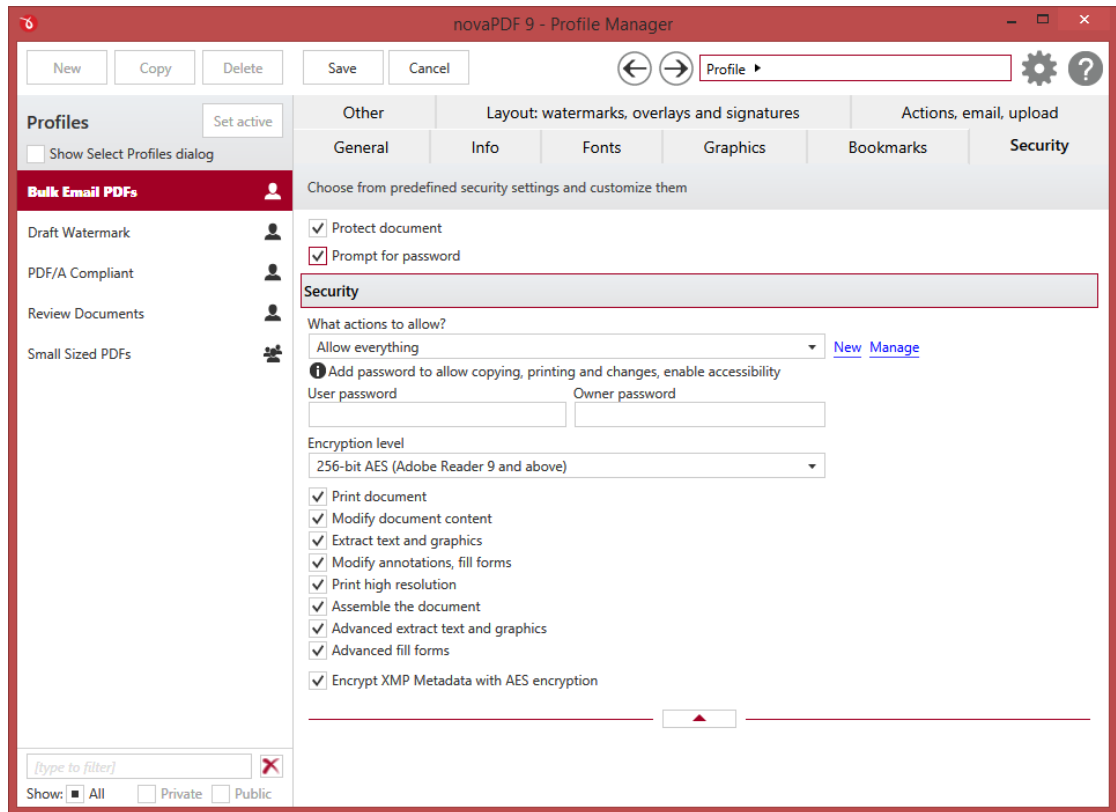 novaPDF 9 - Profile Manager
New Copy Delete Save Cancel Profile
Profiles Set active
Show Select Profiles dialog
Bulk Email PDFs
Draft Watermark
PDF/A Compliant
Review Documents
Small Sized PDFs
[type to filter]
Show: All Private Public
Other Layout: watermarks, overlays and signatures Actions, email, upload
General Info Fonts Graphics Bookmarks Security
Choose from predefined security settings and customize them
Protect document
Prompt for password
Security
What actions to allow?
Allow everything New Manage
Add password to allow copying, printing and changes, enable accessibility
User password Owner password
Encryption level
256-bit AES (Adobe Reader 9 and above)
Print document
Modify document content
Extract text and graphics
Modify annotations, fill forms
Print high resolution
Assemble the document
Advanced extract text and graphics
Advanced fill forms
Encrypt XMP Metadata with AES encryption